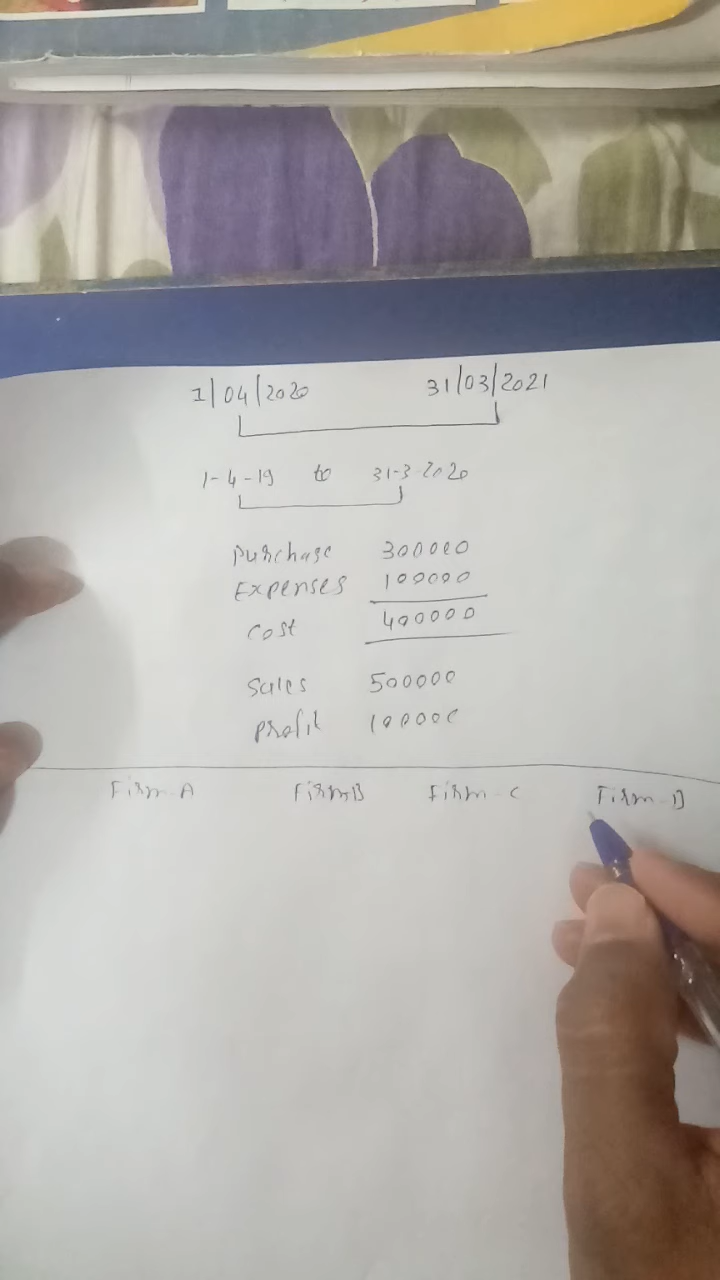 1/04/2020 31/03/2021
1-4-19 to 31-3-2020
Purchase 300000
Expenses 100000
Cost 400000
Sales 500000
Profit 100000
Firm-A Firm-B Firm-C Firm-D